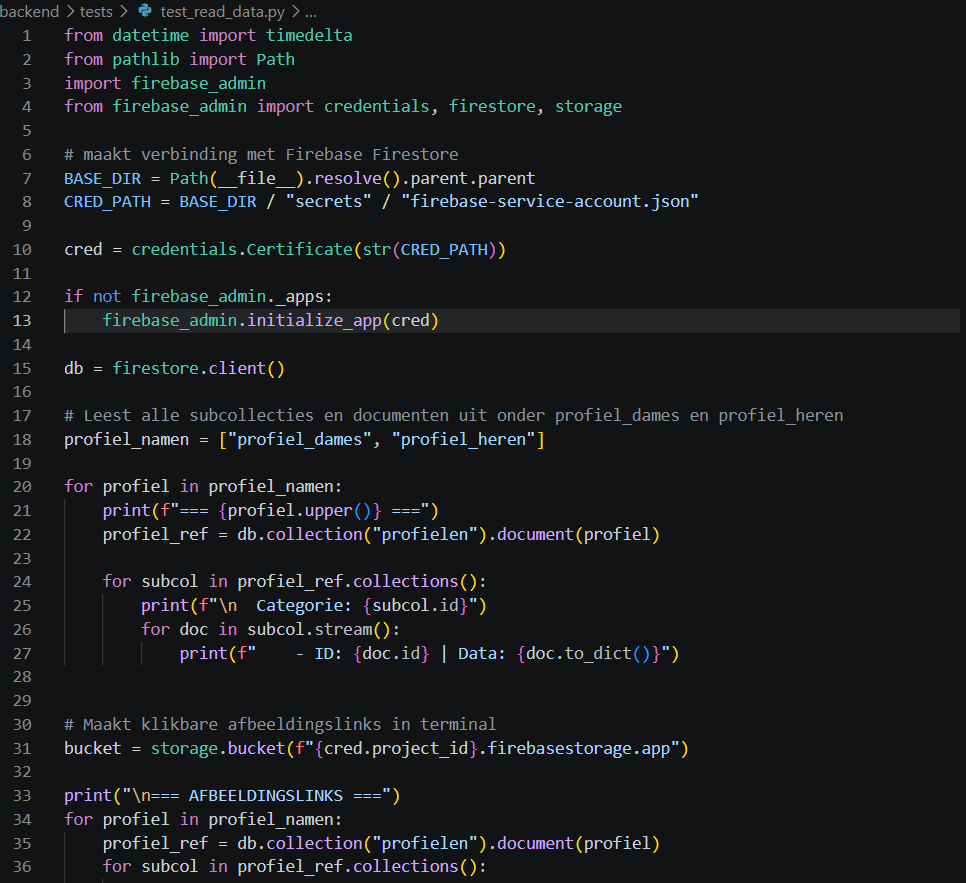 backend > tests > test_read_data.py > ...
1 from datetime import timedelta
2 from pathlib import Path
3 import firebase_admin
4 from firebase_admin import credentials, firestore, storage
5
6 # maakt verbinding met Firebase Firestore
7 BASE_DIR = Path(__file__).resolve().parent.parent
8 CRED_PATH = BASE_DIR / "secrets" / "firebase-service-account.json"
9
10 cred = credentials.Certificate(str(CRED_PATH))
11
12 if not firebase_admin._apps:
13     firebase_admin.initialize_app(cred)
14
15 db = firestore.client()
16
17 # Leest alle subcollecties en documenten uit onder profiel_dames en profiel_heren
18 profiel_namen = ["profiel_dames", "profiel_heren"]
19
20 for profiel in profiel_namen:
21     print(f"=== {profiel.upper()} ===")
22     profiel_ref = db.collection("profielen").document(profiel)
23
24     for subcol in profiel_ref.collections():
25         print(f"\n  Categorie: {subcol.id}")
26         for doc in subcol.stream():
27             print(f"    - ID: {doc.id} | Data: {doc.to_dict()}")
28
29
30 # Maakt klikbare afbeeldingslinks in terminal
31 bucket = storage.bucket(f"{cred.project_id}.firebasestorage.app")
32
33 print("\n=== AFBEELDINGSLINKS ===")
34 for profiel in profiel_namen:
35     profiel_ref = db.collection("profielen").document(profiel)
36     for subcol in profiel_ref.collections():